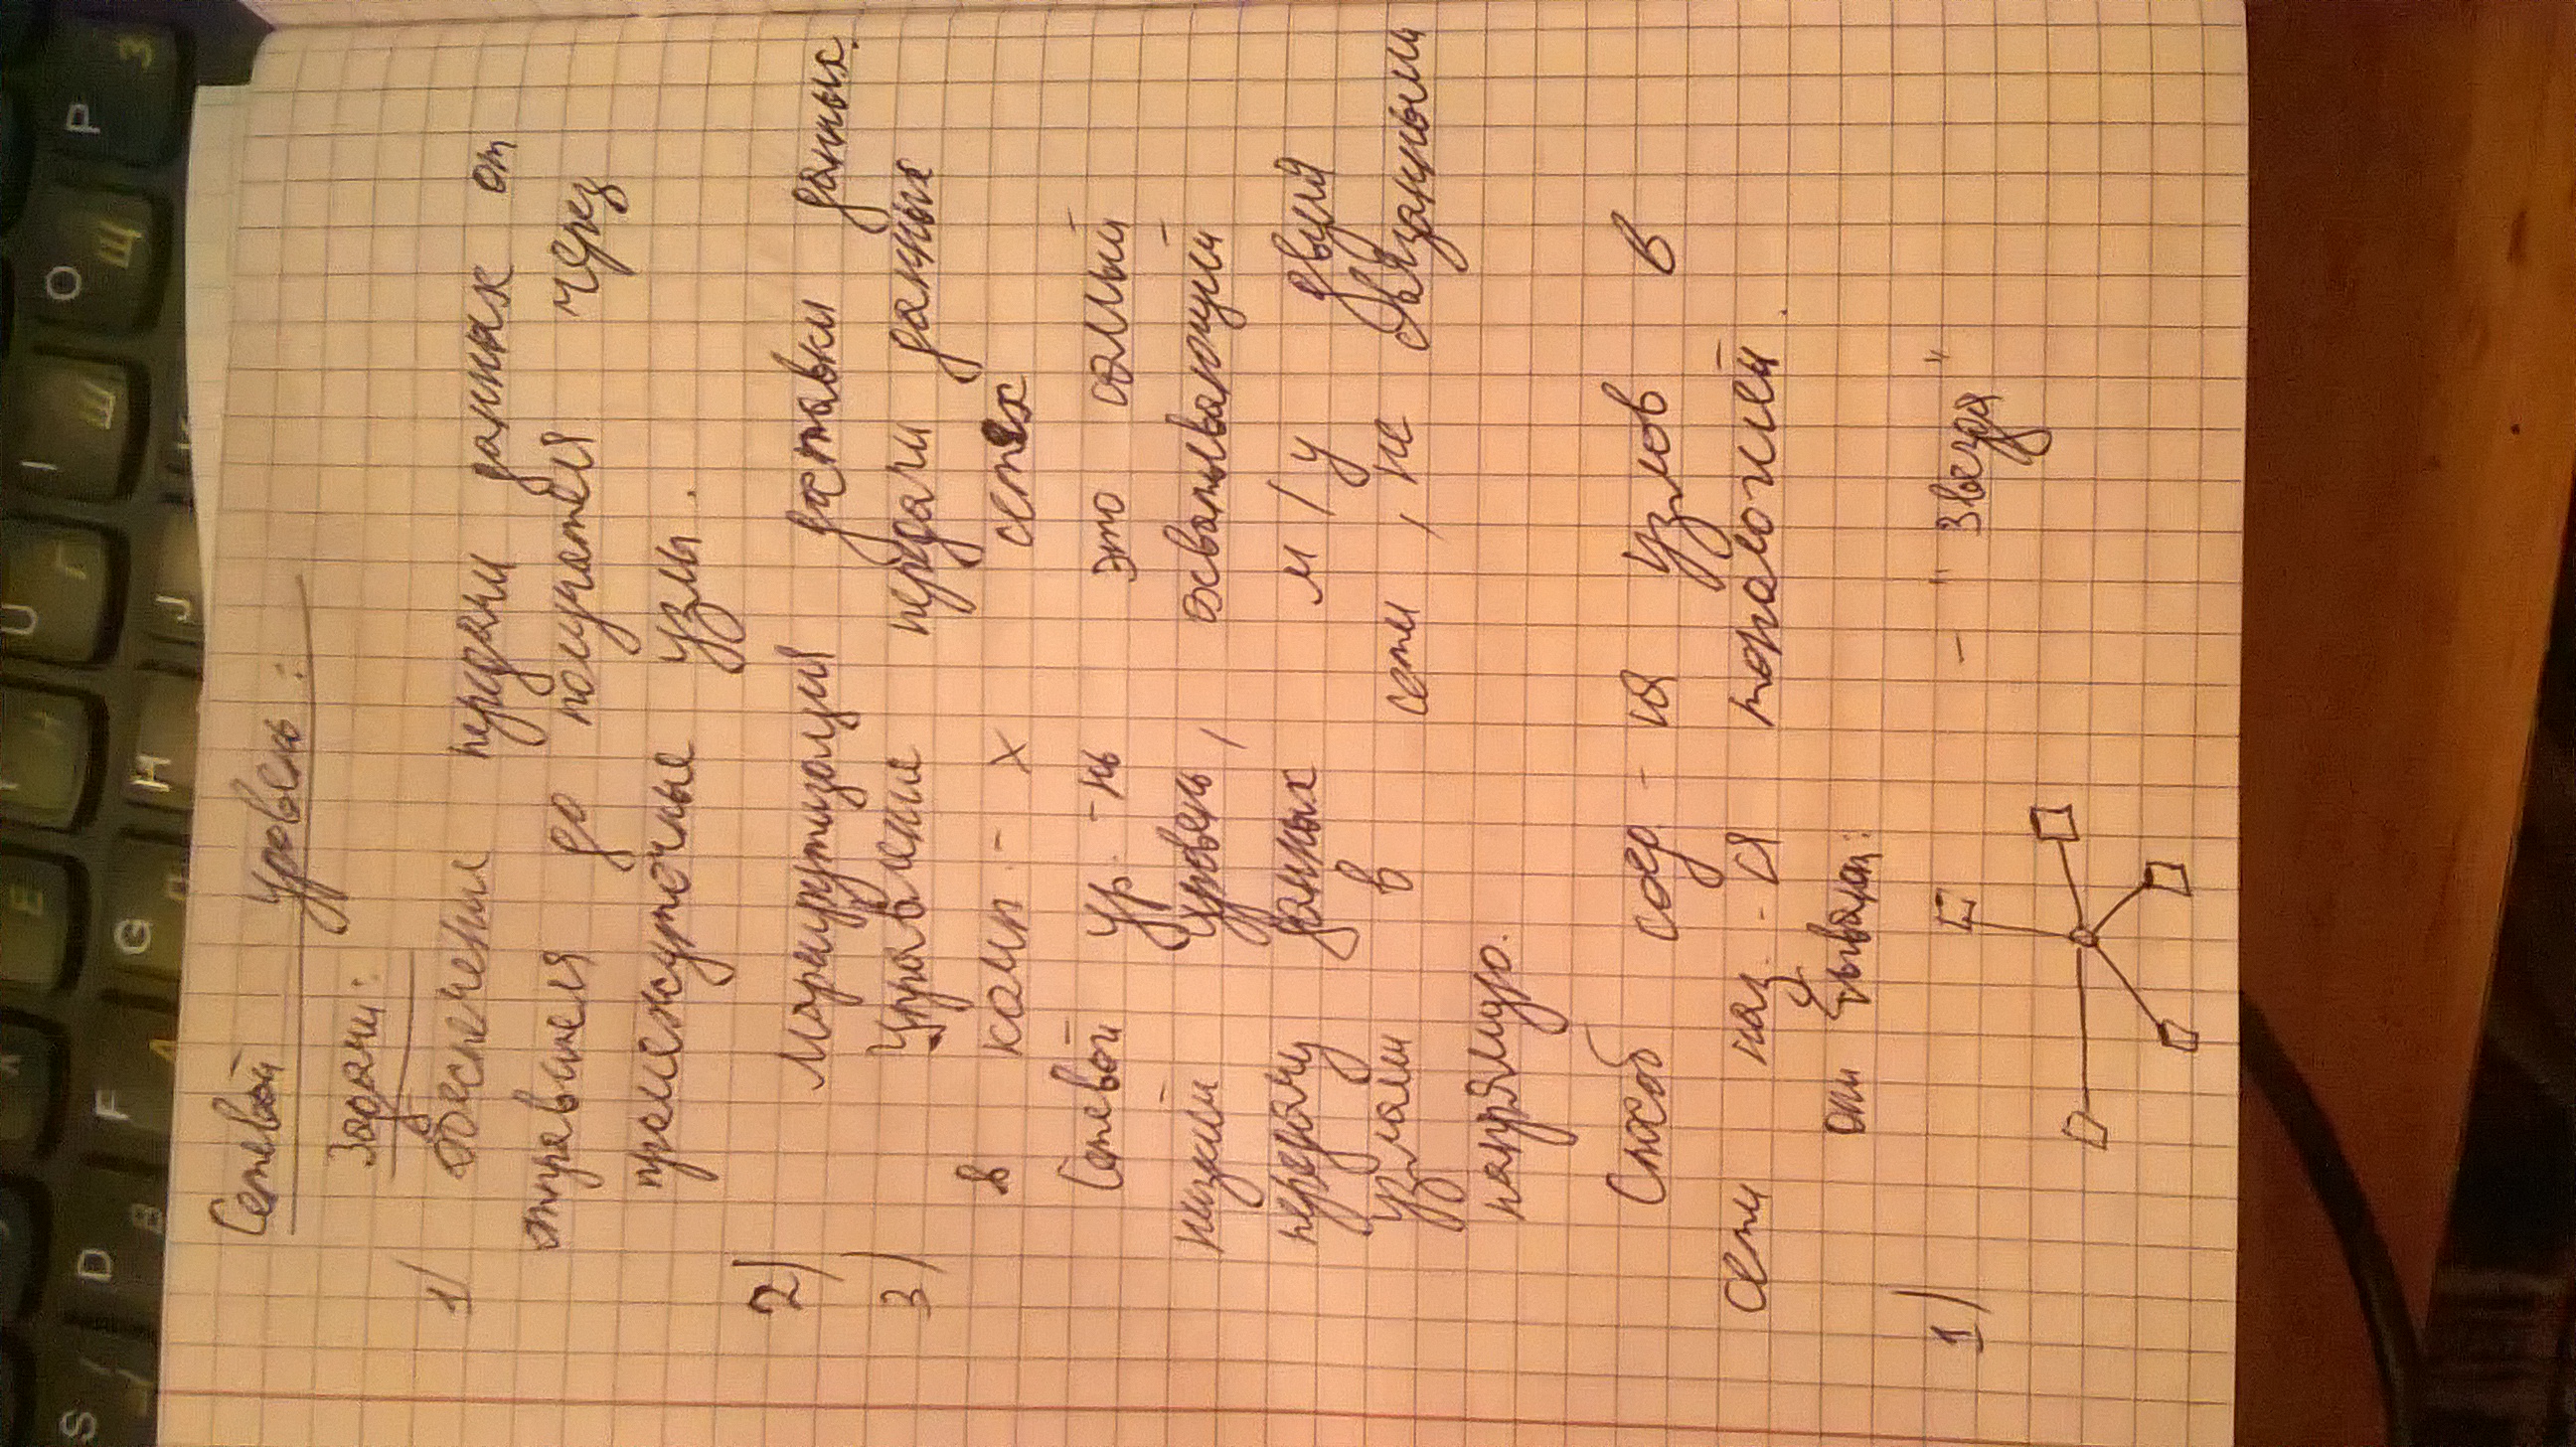 E U Г I Ш O Щ P З
S D В F А G H J
Сетевой уровень:
Задачи:
1) Обеспечение передачи данных от
отправителя до получателя через
промежуточные узлы.
2) Маршрутизация доставки данных.
3) Управление передачи данных
в комп.-х сетях
Сетевой ур.-нь это самый
низкий уровень, охватывающий
передачу данных м/у двумя
узлами в сети, не связанными
напрямую.
Способ соед.-ия узлов в
сети наз.-ся топологией.
они бывают:
1) - "Звезда"